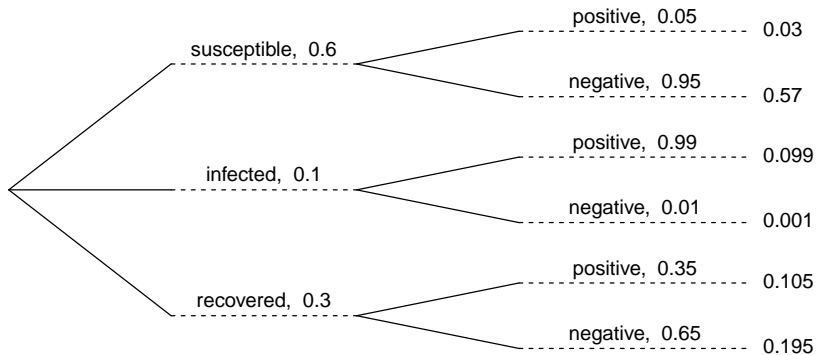 positive, 0.05
0.03
susceptible, 0.6
negative, 0.95
0.57
positive, 0.99
0.099
infected, 0.1
negative, 0.01
0.001
positive, 0.35
0.105
recovered, 0.3
negative, 0.65
0.195